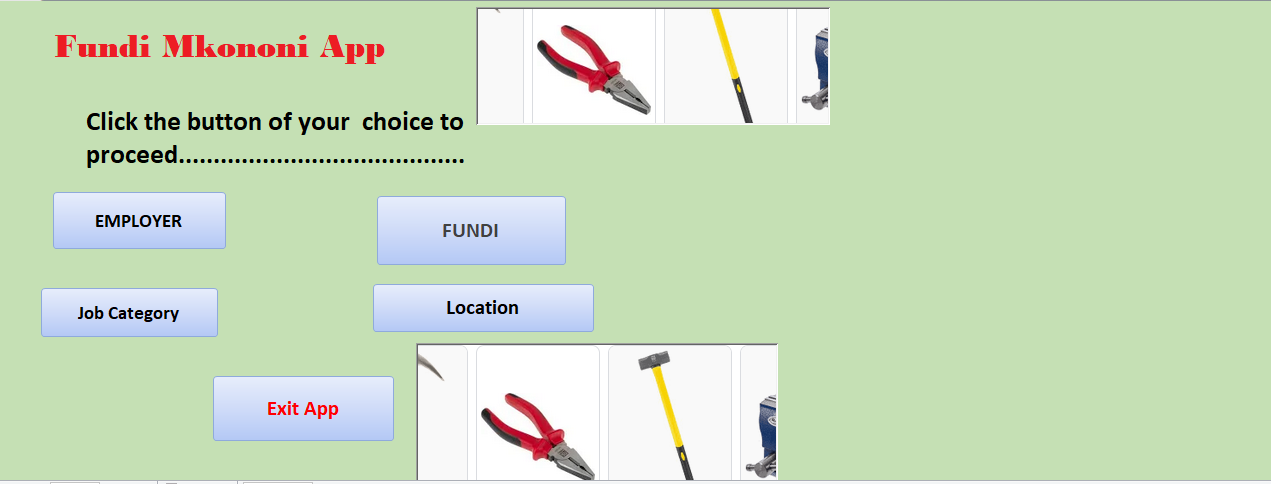 Fundi Mkononi App
Click the button of your  choice to
proceed.........................................
EMPLOYER
FUNDI
Job Category
Location
Exit App